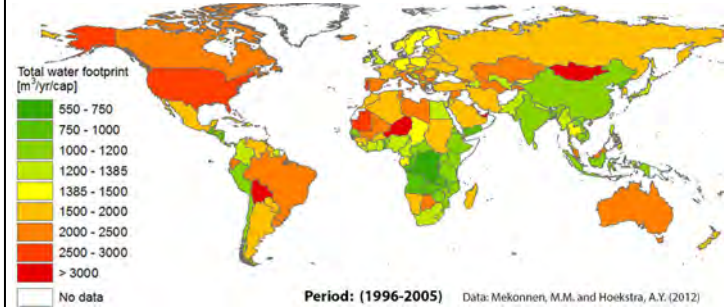 Total water footprint
[m³/yr/cap]
550 - 750
750 - 1000
1000 - 1200
1200 - 1385
1385 - 1500
1500 - 2000
2000 - 2500
2500 - 3000
> 3000
No data
Period: (1996-2005) Data: Mekonnen, M.M. and Hoekstra, A.Y. (2012)